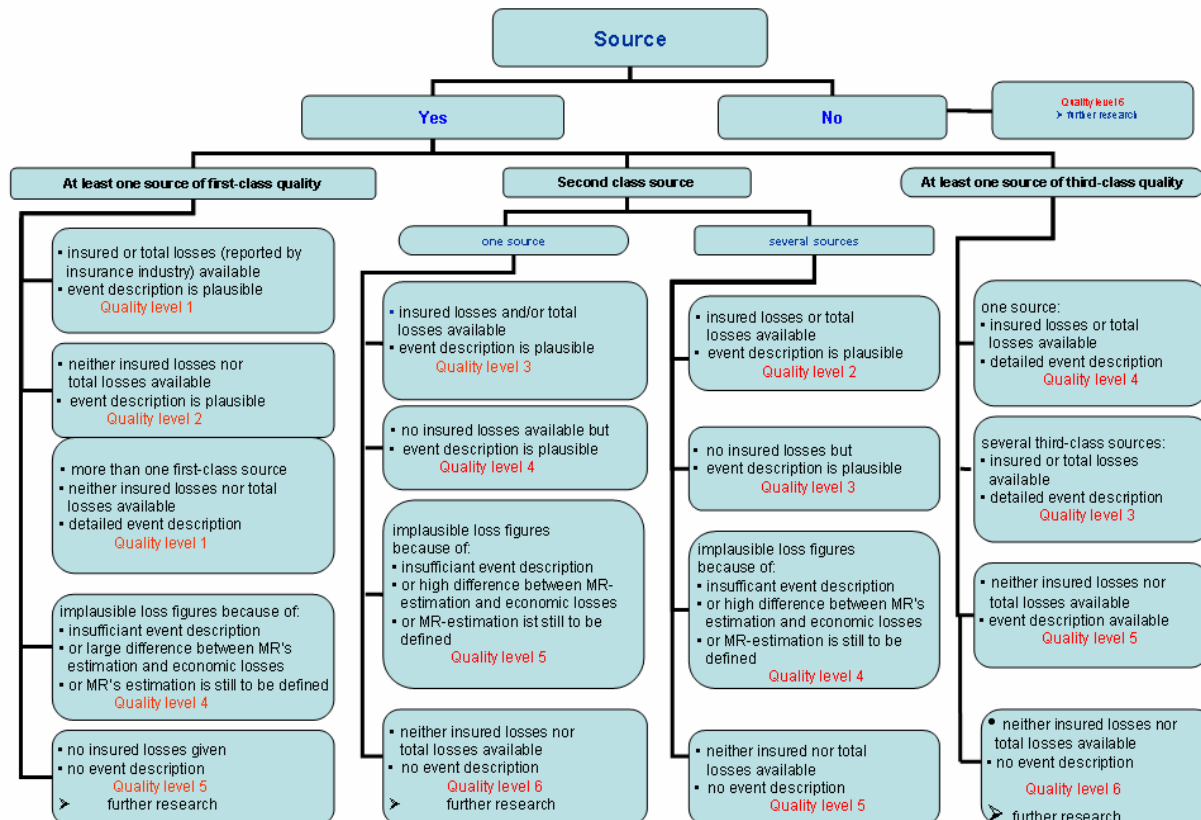 Source
Yes
No
Quality level 6
➢ further research
At least one source of first-class quality
Second class source
At least one source of third-class quality
one source
several sources
▪ insured or total losses (reported by
insurance industry) available
▪ event description is plausible
Quality level 1
▪ neither insured losses nor
total losses available
▪ event description is plausible
Quality level 2
▪ more than one first-class source
▪ neither insured losses nor total
losses available
▪ detailed event description
Quality level 1
implausible loss figures because of:
▪ insufficient event description
▪ or large difference between MR's
estimation and economic losses
▪ or MR's estimation is still to be defined
Quality level 4
▪ no insured losses given
▪ no event description
Quality level 5
➢ further research
▪ insured losses and/or total
losses available
▪ event description is plausible
Quality level 3
▪ no insured losses available but
▪ event description is plausible
Quality level 4
implausible loss figures
because of:
▪ insufficient event description
▪ or high difference between MR-
estimation and economic losses
▪ or MR-estimation ist still to be
defined
Quality level 5
▪ neither insured losses nor
total losses available
▪ no event description
Quality level 6
➢ further research
▪ insured losses or total
losses available
▪ event description is plausible
Quality level 2
▪ no insured losses but
▪ event description is plausible
Quality level 3
implausible loss figures
because of:
▪ insufficant event description
▪ or high difference between MR's
estimation and economic losses
▪ or MR-estimation is still to be
defined
Quality level 4
▪ neither insured nor total
losses available
▪ no event description
Quality level 5
one source:
▪ insured losses or total
losses available
▪ detailed event description
Quality level 4
several third-class sources:
▪ insured or total losses
available
▪ detailed event description
Quality level 3
▪ neither insured losses nor
total losses available
▪ event description available
Quality level 5
• neither insured losses nor
total losses available
▪ no event description
Quality level 6
➢ further research